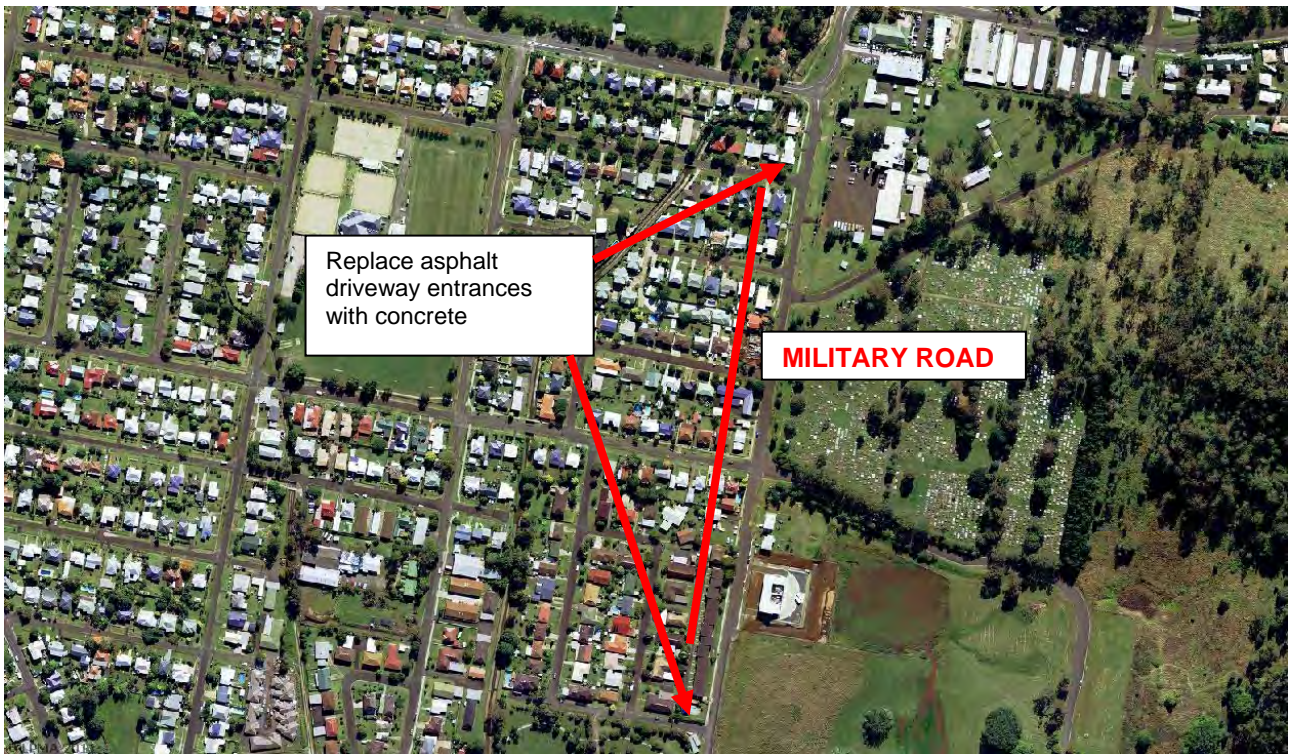 Replace asphalt
driveway entrances
with concrete
MILITARY ROAD